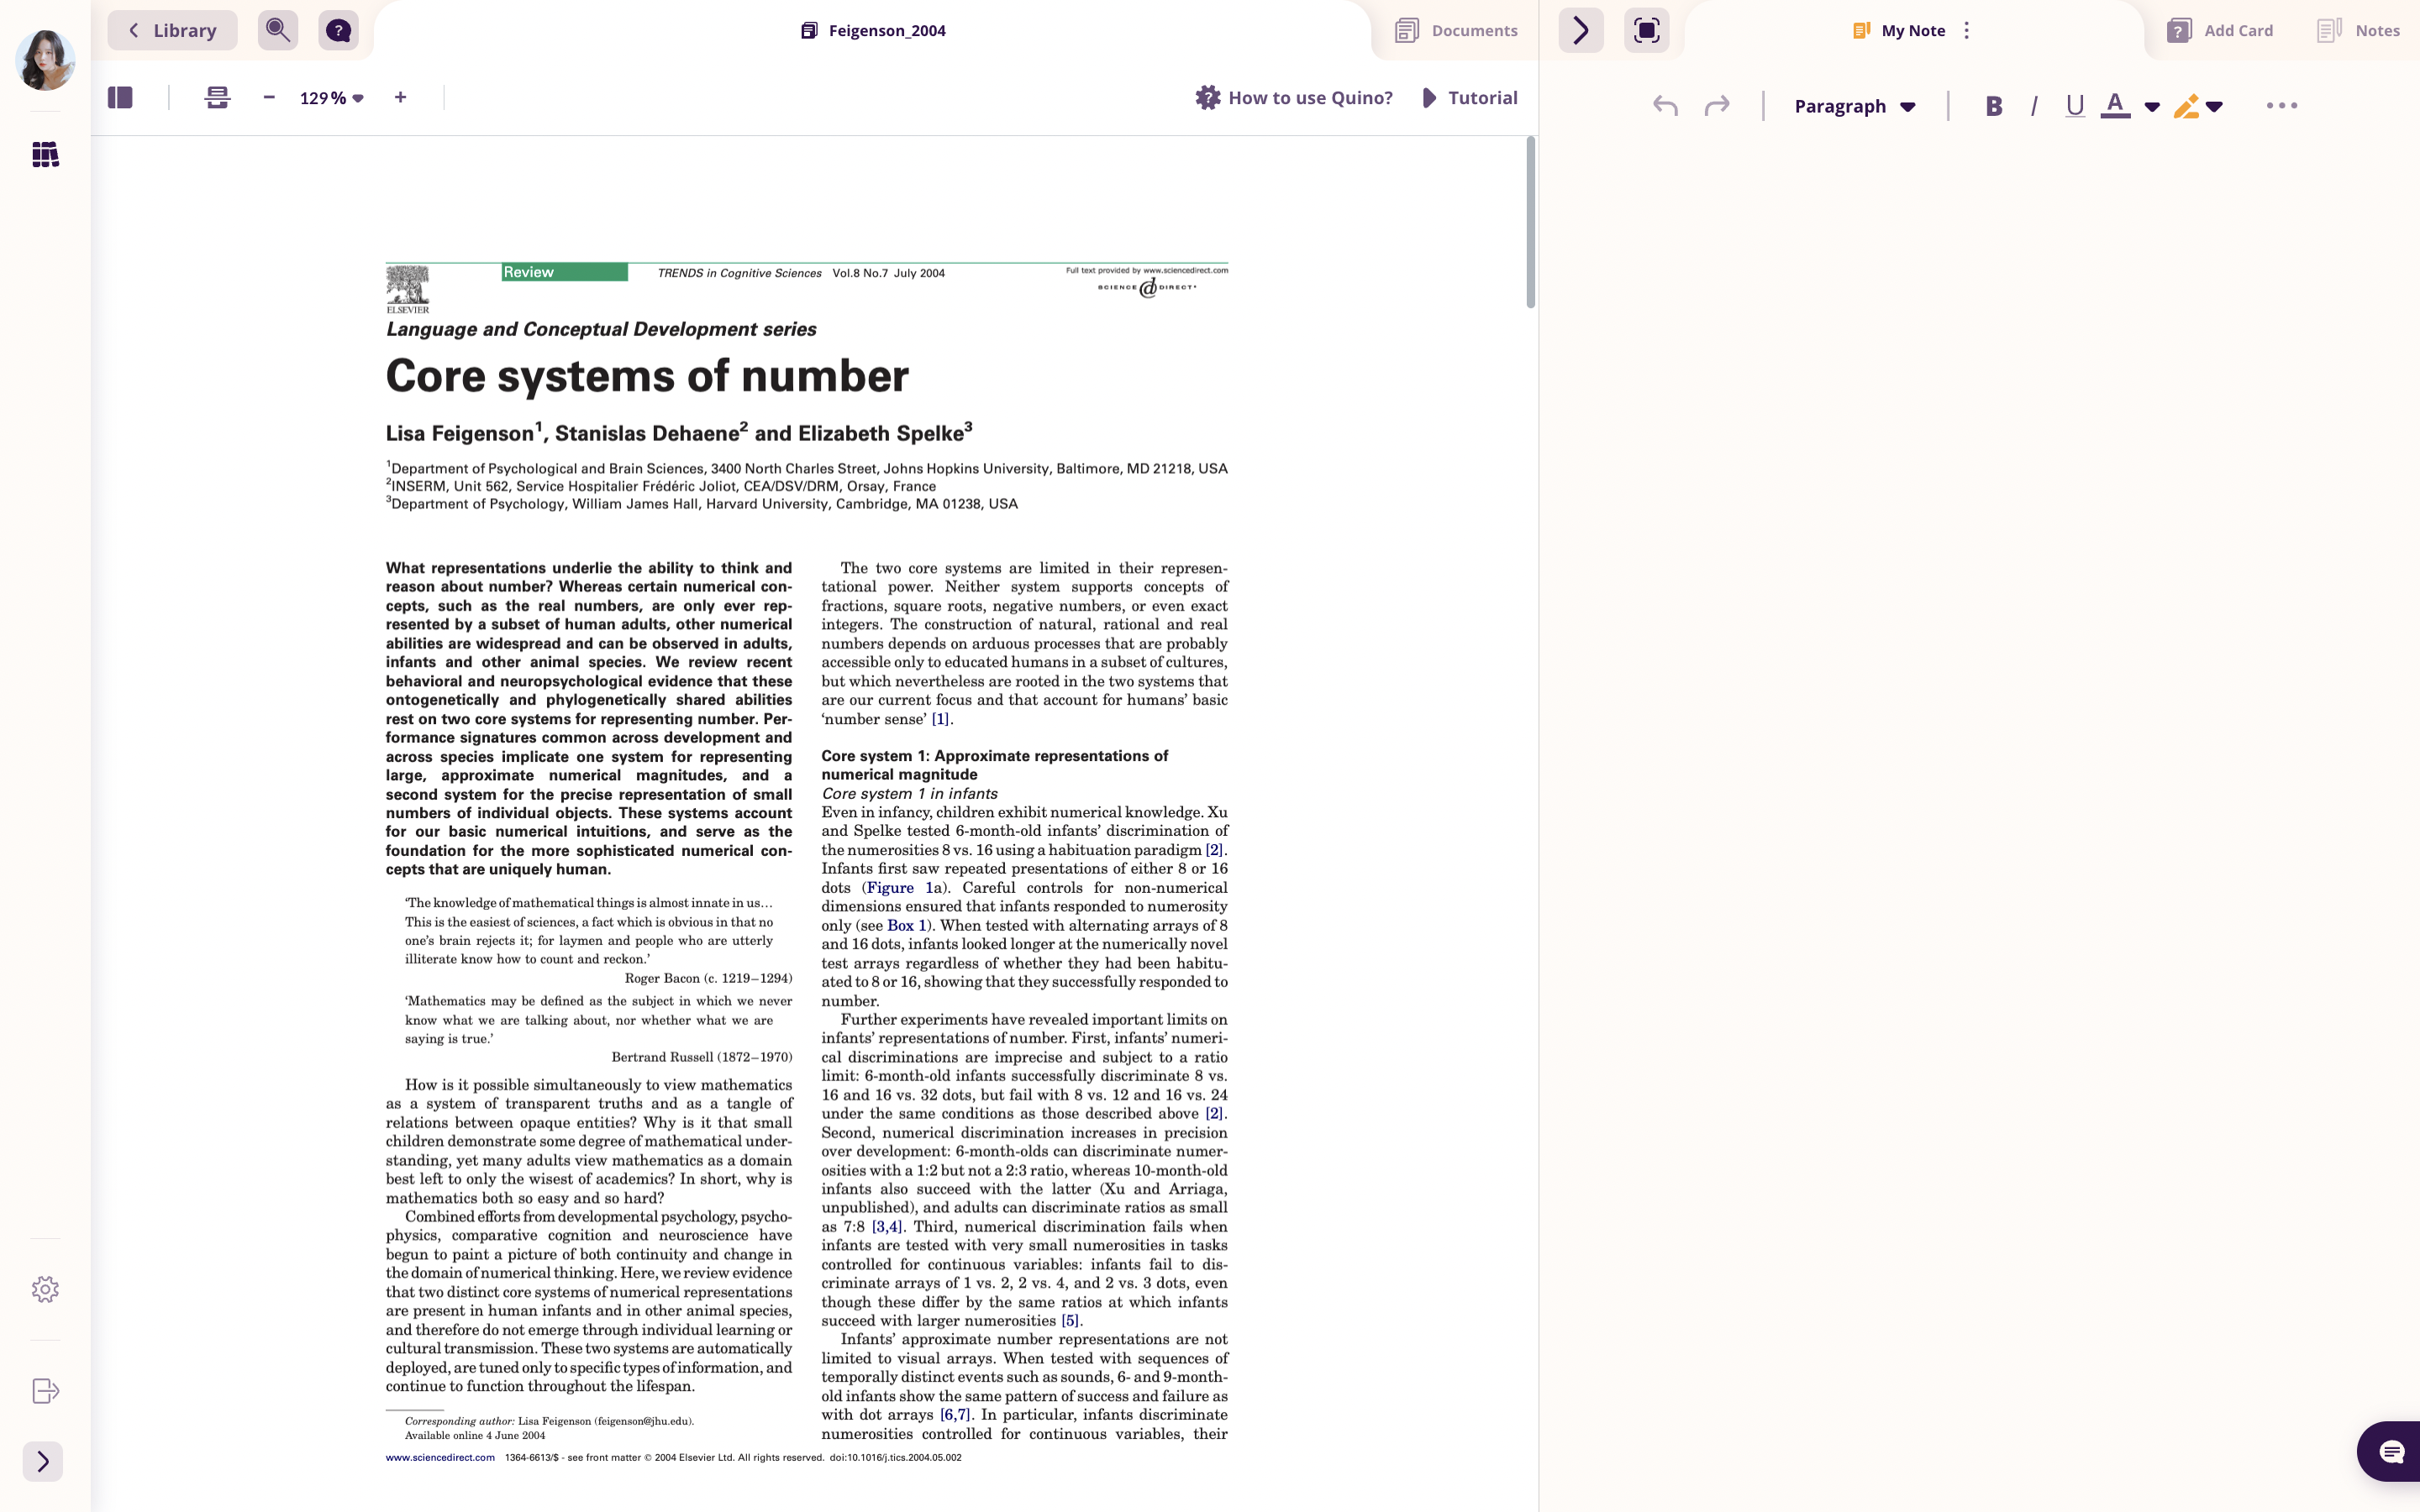 Library
?
Feigenson_2004
Documents
My Note
Add Card
Notes
129%
How to use Quino?
Tutorial
Paragraph
B I U A
Review
TRENDS in Cognitive Sciences Vol.8 No.7 July 2004
Full text provided by www.sciencedirect.com
SCIENCE @ DIRECT•
ELSEVIER
Language and Conceptual Development series
Core systems of number
Lisa Feigenson1, Stanislas Dehaene2 and Elizabeth Spelke3
1Department of Psychological and Brain Sciences, 3400 North Charles Street, Johns Hopkins University, Baltimore, MD 21218, USA
2INSERM, Unit 562, Service Hospitalier Frédéric Joliot, CEA/DSV/DRM, Orsay, France
3Department of Psychology, William James Hall, Harvard University, Cambridge, MA 01238, USA
What representations underlie the ability to think and
reason about number? Whereas certain numerical con-
cepts, such as the real numbers, are only ever rep-
resented by a subset of human adults, other numerical
abilities are widespread and can be observed in adults,
infants and other animal species. We review recent
behavioral and neuropsychological evidence that these
ontogenetically and phylogenetically shared abilities
rest on two core systems for representing number. Per-
formance signatures common across development and
across species implicate one system for representing
large, approximate numerical magnitudes, and a
second system for the precise representation of small
numbers of individual objects. These systems account
for our basic numerical intuitions, and serve as the
foundation for the more sophisticated numerical con-
cepts that are uniquely human.
‘The knowledge of mathematical things is almost innate in us…
This is the easiest of sciences, a fact which is obvious in that no
one’s brain rejects it; for laymen and people who are utterly
illiterate know how to count and reckon.’
Roger Bacon (c. 1219–1294)
‘Mathematics may be defined as the subject in which we never
know what we are talking about, nor whether what we are
saying is true.’
Bertrand Russell (1872–1970)
How is it possible simultaneously to view mathematics
as a system of transparent truths and as a tangle of
relations between opaque entities? Why is it that small
children demonstrate some degree of mathematical under-
standing, yet many adults view mathematics as a domain
best left to only the wisest of academics? In short, why is
mathematics both so easy and so hard?
Combined efforts from developmental psychology, psycho-
physics, comparative cognition and neuroscience have
begun to paint a picture of both continuity and change in
the domain of numerical thinking. Here, we review evidence
that two distinct core systems of numerical representations
are present in human infants and in other animal species,
and therefore do not emerge through individual learning or
cultural transmission. These two systems are automatically
deployed, are tuned only to specific types of information, and
continue to function throughout the lifespan.
Corresponding author: Lisa Feigenson (feigenson@jhu.edu).
Available online 4 June 2004
The two core systems are limited in their represen-
tational power. Neither system supports concepts of
fractions, square roots, negative numbers, or even exact
integers. The construction of natural, rational and real
numbers depends on arduous processes that are probably
accessible only to educated humans in a subset of cultures,
but which nevertheless are rooted in the two systems that
are our current focus and that account for humans’ basic
‘number sense’ [1].
Core system 1: Approximate representations of
numerical magnitude
Core system 1 in infants
Even in infancy, children exhibit numerical knowledge. Xu
and Spelke tested 6-month-old infants’ discrimination of
the numerosities 8 vs. 16 using a habituation paradigm [2].
Infants first saw repeated presentations of either 8 or 16
dots (Figure 1a). Careful controls for non-numerical
dimensions ensured that infants responded to numerosity
only (see Box 1). When tested with alternating arrays of 8
and 16 dots, infants looked longer at the numerically novel
test arrays regardless of whether they had been habitu-
ated to 8 or 16, showing that they successfully responded to
number.
Further experiments have revealed important limits on
infants’ representations of number. First, infants’ numeri-
cal discriminations are imprecise and subject to a ratio
limit: 6-month-old infants successfully discriminate 8 vs.
16 and 16 vs. 32 dots, but fail with 8 vs. 12 and 16 vs. 24
under the same conditions as those described above [2].
Second, numerical discrimination increases in precision
over development: 6-month-olds can discriminate numer-
osities with a 1:2 but not a 2:3 ratio, whereas 10-month-old
infants also succeed with the latter (Xu and Arriaga,
unpublished), and adults can discriminate ratios as small
as 7:8 [3,4]. Third, numerical discrimination fails when
infants are tested with very small numerosities in tasks
controlled for continuous variables: infants fail to dis-
criminate arrays of 1 vs. 2, 2 vs. 4, and 2 vs. 3 dots, even
though these differ by the same ratios at which infants
succeed with larger numerosities [5].
Infants’ approximate number representations are not
limited to visual arrays. When tested with sequences of
temporally distinct events such as sounds, 6- and 9-month-
old infants show the same pattern of success and failure as
with dot arrays [6,7]. In particular, infants discriminate
numerosities controlled for continuous variables, their
www.sciencedirect.com 1364-6613/$ - see front matter © 2004 Elsevier Ltd. All rights reserved. doi:10.1016/j.tics.2004.05.002